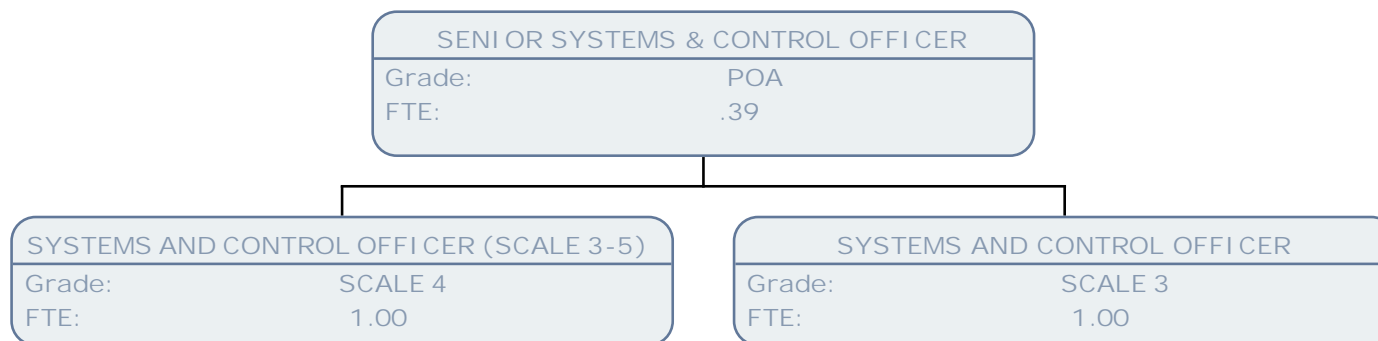 SENIOR SYSTEMS & CONTROL OFFICER
Grade: POA
FTE: .39
SYSTEMS AND CONTROL OFFICER (SCALE 3-5)
Grade: SCALE 4
FTE: 1.00
SYSTEMS AND CONTROL OFFICER
Grade: SCALE 3
FTE: 1.00